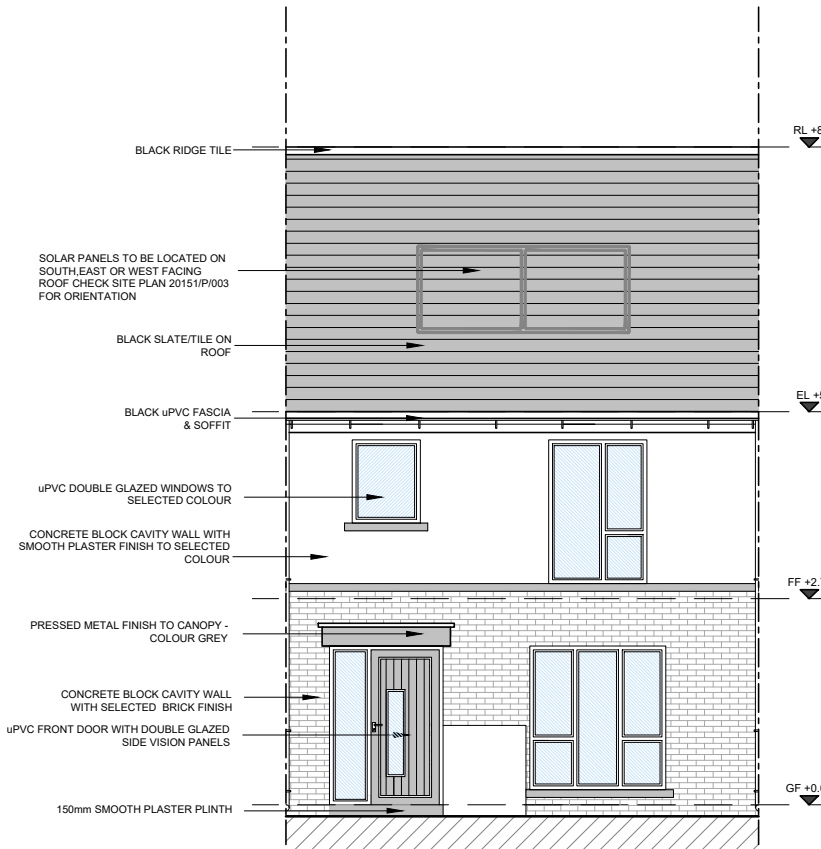 RL +8
BLACK RIDGE TILE
SOLAR PANELS TO BE LOCATED ON
SOUTH,EAST OR WEST FACING
ROOF CHECK SITE PLAN 20151/P/003
FOR ORIENTATION
BLACK SLATE/TILE ON
ROOF
EL +5
BLACK uPVC FASCIA
& SOFFIT
uPVC DOUBLE GLAZED WINDOWS TO
SELECTED COLOUR
CONCRETE BLOCK CAVITY WALL WITH
SMOOTH PLASTER FINISH TO SELECTED
COLOUR
FF +2.
PRESSED METAL FINISH TO CANOPY -
COLOUR GREY
CONCRETE BLOCK CAVITY WALL
WITH SELECTED BRICK FINISH
uPVC FRONT DOOR WITH DOUBLE GLAZED
SIDE VISION PANELS
GF +0.
150mm SMOOTH PLASTER PLINTH